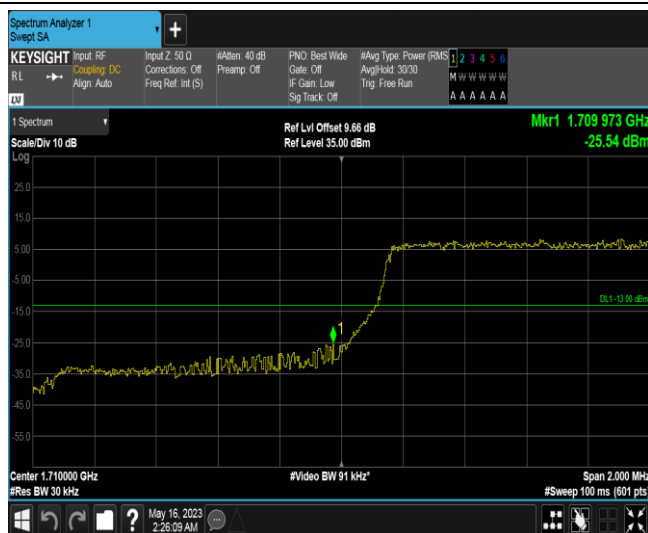 Spectrum Analyzer 1
Swept SA
+
KEYSIGHT
RL
Input: RF
Coupling: DC
Align: Auto
Input Z: 50 Ω
Corrections: Off
Freq Ref: Int (S)
#Atten: 40 dB
Preamp: Off
PNO: Best Wide
Gate: Off
IF Gain: Low
Sig Track: Off
#Avg Type: Power (RMS
Avg|Hold: 30/30
Trig: Free Run
1 2 3 4 5 6
M W W W W W
A A A A A A
LXI
1 Spectrum
Ref Lvl Offset 9.66 dB
Mkr1 1.709 973 GHz
Scale/Div 10 dB
Ref Level 35.00 dBm
-25.54 dBm
Log
25.0
15.0
5.00
-5.00
DL1 -13.00 dBm
-15.0
1
-25.0
-35.0
-45.0
-55.0
Center 1.710000 GHz
#Video BW 91 kHz*
Span 2.000 MHz
#Res BW 30 kHz
#Sweep 100 ms (601 pts)
?
May 16, 2023
2:26:09 AM